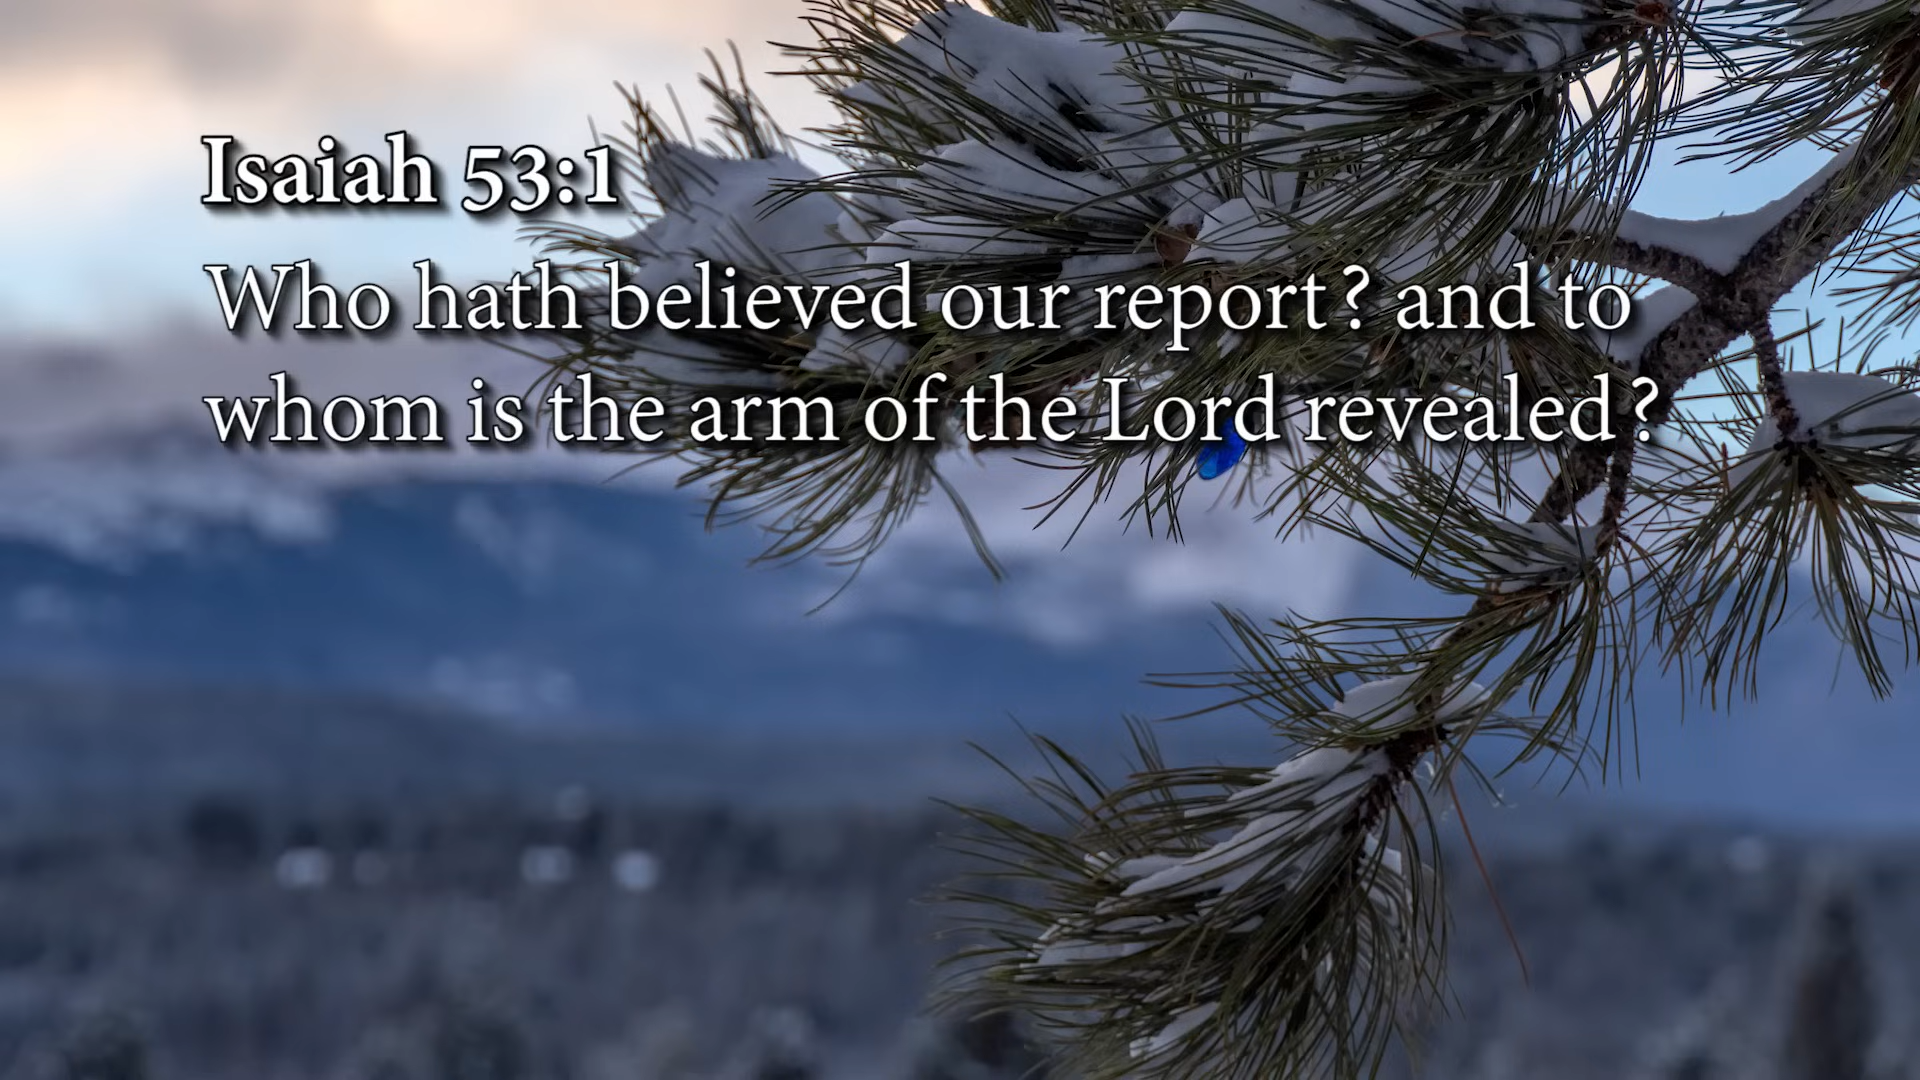 Isaiah 53:1
Who hath believed our report? and to
whom is the arm of the Lord revealed?